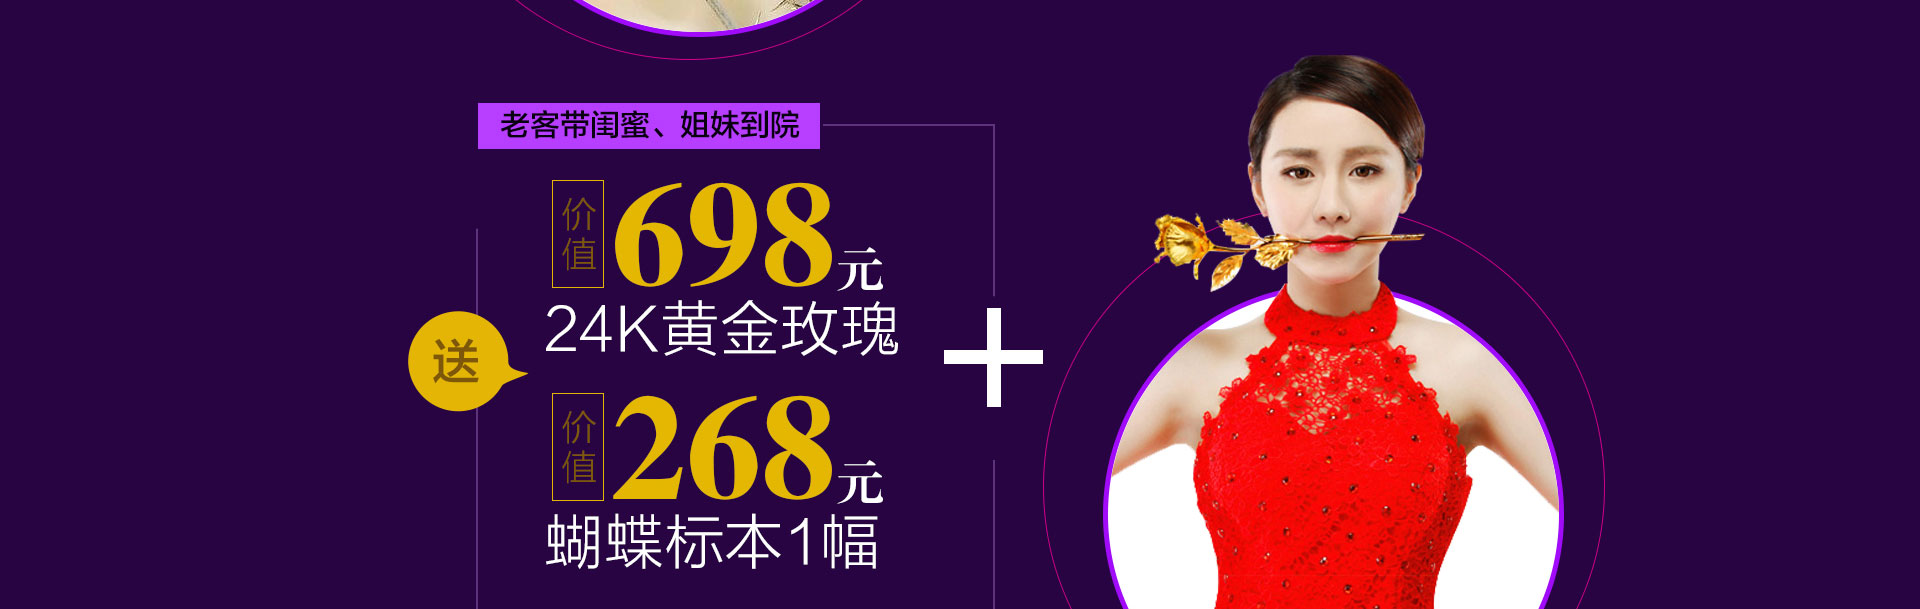 老客带闺蜜、姐妹到院
价值
698元
24K黄金玫瑰
送
价值
268元
蝴蝶标本1幅